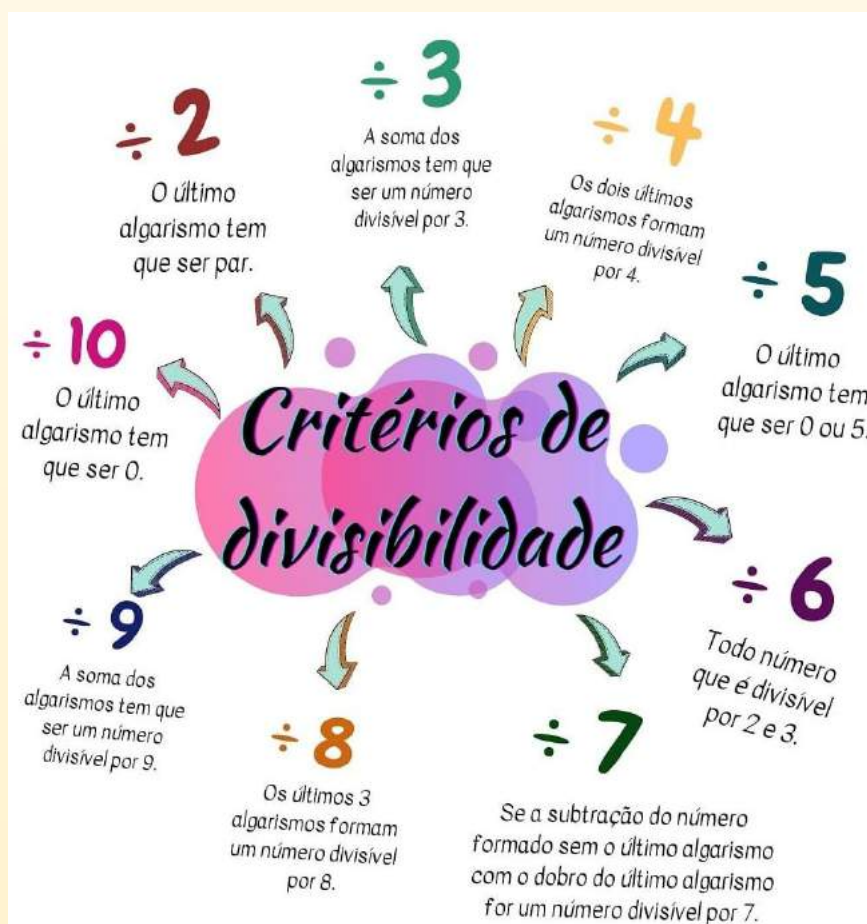 Critérios de
divisibilidade
÷ 2
O último
algarismo tem
que ser par.
÷ 3
A soma dos
algarismos tem que
ser um número
divisível por 3.
÷ 4
Os dois últimos
algarismos formam
um número divisível
por 4.
÷ 5
O último
algarismo tem
que ser 0 ou 5.
÷ 6
Todo número
que é divisível
por 2 e 3.
÷ 7
Se a subtração do número
formado sem o último algarismo
com o dobro do último algarismo
for um número divisível por 7.
÷ 8
Os últimos 3
algarismos formam
um número divisível
por 8.
÷ 9
A soma dos
algarismos tem que
ser um número
divisível por 9.
÷ 10
O último
algarismo tem
que ser 0.